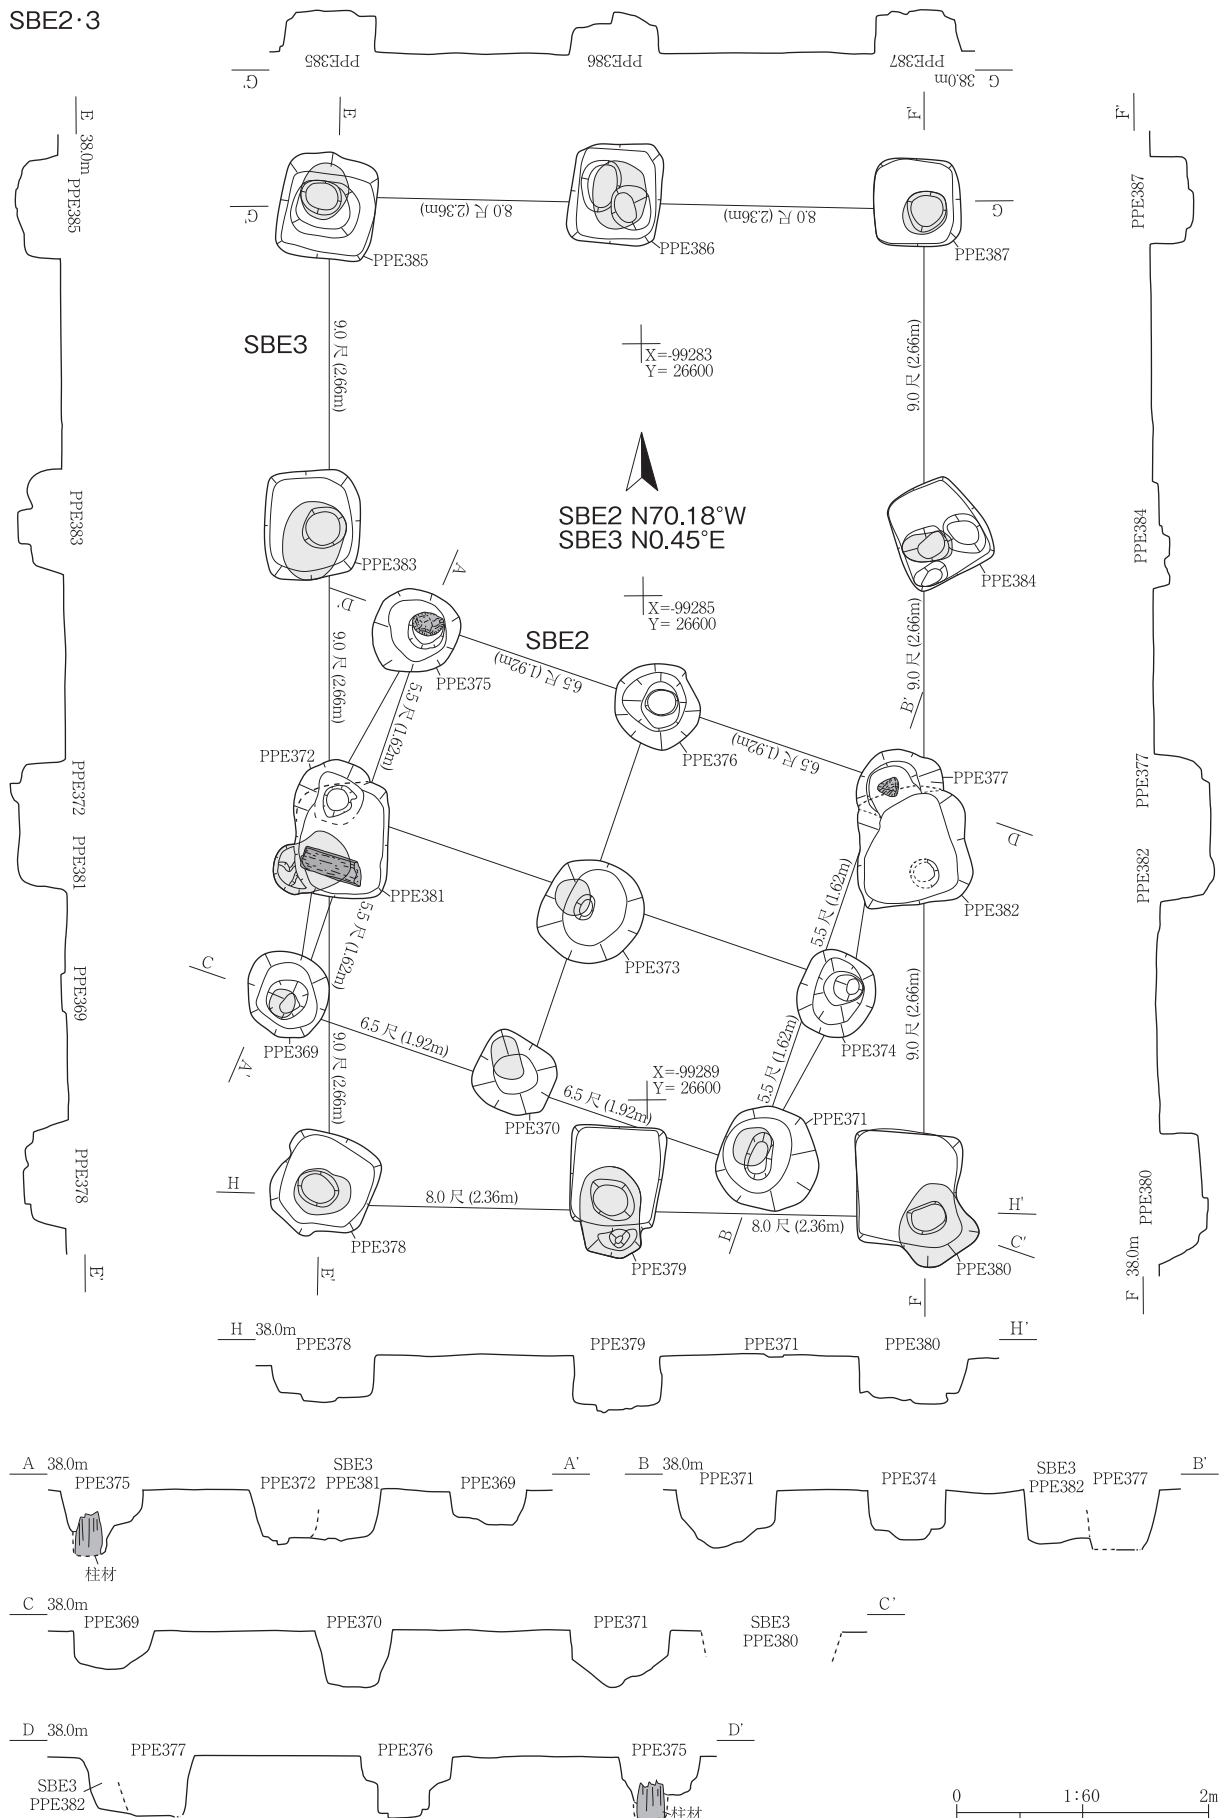 SBE2・3
PPE385
PPE386
PPE387
G'
38.0m
G
E
38.0m
PPE385
PPE383
PPE372
PPE381
PPE369
PPE378
E'
E
F'
F'
PPE387
PPE384
PPE377
PPE382
PPE380
38.0m
F
G'
8.0 尺 (2.36m)
8.0 尺 (2.36m)
G
PPE385
PPE386
PPE387
SBE3
9.0 尺 (2.66m)
9.0 尺 (2.66m)
X=-99283
Y= 26600
SBE2 N70.18°W
SBE3 N0.45°E
PPE383
PPE384
A
D'
X=-99285
Y= 26600
SBE2
9.0 尺 (2.66m)
9.0 尺 (2.66m)
6.5 尺 (1.92m)
PPE375
5.5 尺 (1.62m)
B'
PPE376
6.5 尺 (1.92m)
PPE372
PPE377
D
PPE381
PPE382
5.5 尺 (1.62m)
5.5 尺 (1.62m)
PPE373
C
PPE369
A'
6.5 尺 (1.92m)
9.0 尺 (2.66m)
9.0 尺 (2.66m)
PPE374
5.5 尺 (1.62m)
X=-99289
Y= 26600
6.5 尺 (1.92m)
PPE370
PPE371
H
8.0 尺 (2.36m)
8.0 尺 (2.36m)
H'
C'
B
PPE378
PPE379
PPE380
E'
F
H
38.0m
PPE378
PPE379
PPE371
PPE380
H'
A
38.0m
PPE375
PPE372
SBE3
PPE381
PPE369
A'
柱材
B
38.0m
PPE371
PPE374
SBE3
PPE382
PPE377
B'
C
38.0m
PPE369
PPE370
PPE371
SBE3
PPE380
C'
D
38.0m
PPE377
PPE376
PPE375
D'
SBE3
PPE382
柱材
0
1:60
2m